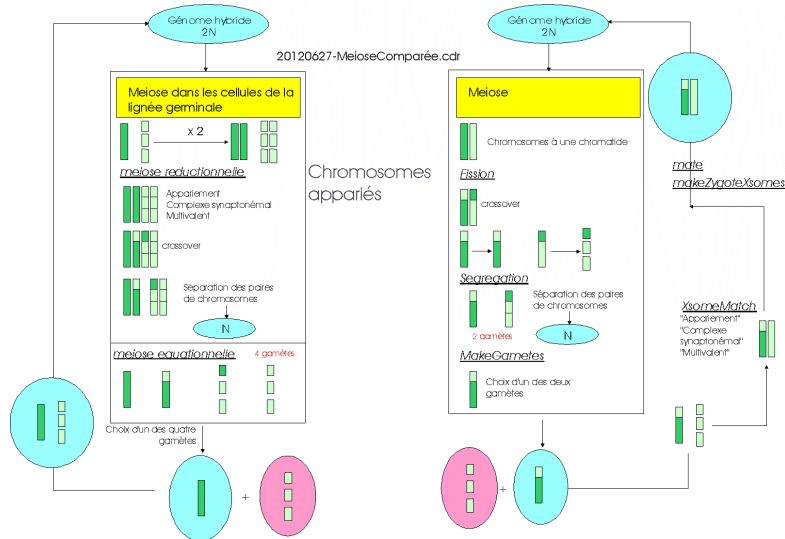 Génome hybride
2N
20120627-MeioseComparée.cdr
Génome hybride
2N
Meiose dans les cellules de la
lignée germinale
x 2
meiose reductionnelle
Appariement
Complexe synaptonémal
Multivalent
crossover
Séparation des paires
de chromosomes
N
meiose equationnelle
4 gamètes
Choix d'un des quatre
gamètes
+
Chromosomes
appariés
Meiose
Chromosomes à une chromatide
Fission
crossover
Segregation
Séparation des paires
de chromosomes
2 gamètes
N
MakeGametes
Choix d'un des deux
gamètes
+
mate
makeZygoteXsomes
XsomeMatch
"Appariement"
"Complexe
synaptonémal"
"Multivalent"